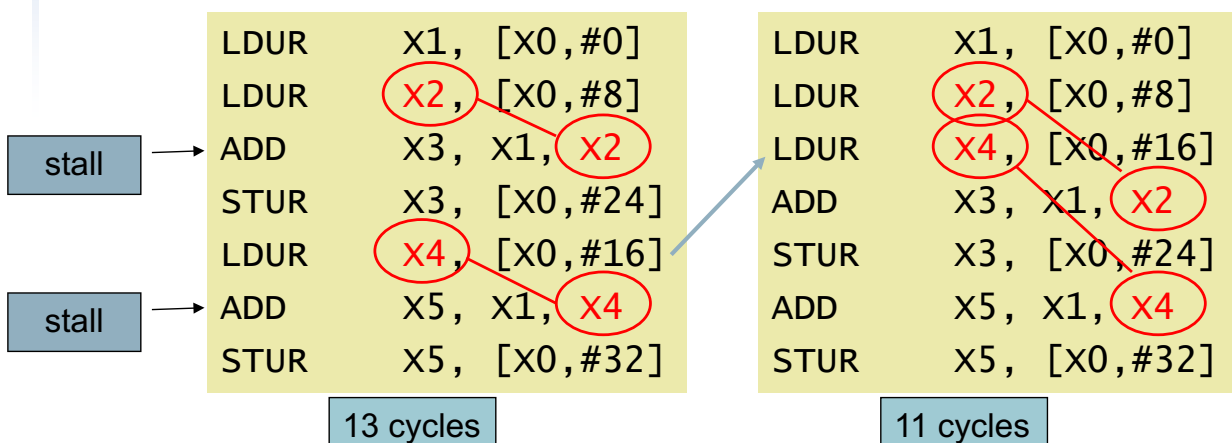 stall
stall
LDUR X1, [X0,#0]
LDUR X2, [X0,#8]
ADD X3, X1, X2
STUR X3, [X0,#24]
LDUR X4, [X0,#16]
ADD X5, X1, X4
STUR X5, [X0,#32]
13 cycles
LDUR X1, [X0,#0]
LDUR X2, [X0,#8]
LDUR X4, [X0,#16]
ADD X3, X1, X2
STUR X3, [X0,#24]
ADD X5, X1, X4
STUR X5, [X0,#32]
11 cycles